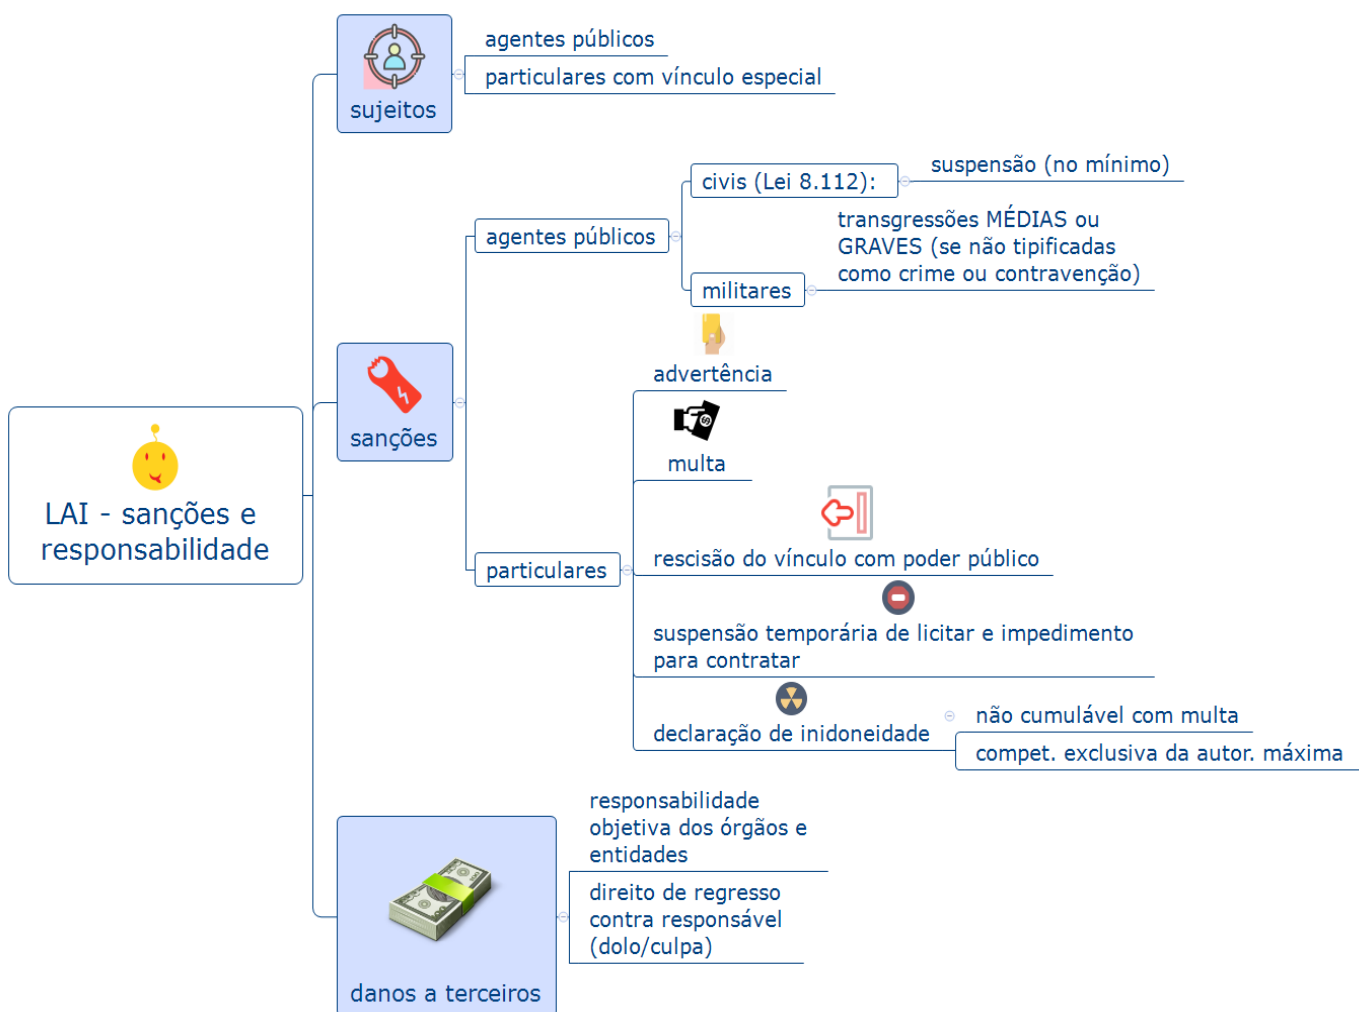 sujeitos
agentes públicos
particulares com vínculo especial
LAI - sanções e
responsabilidade
sanções
agentes públicos
civis (Lei 8.112):
suspensão (no mínimo)
militares
transgressões MÉDIAS ou
GRAVES (se não tipificadas
como crime ou contravenção)
particulares
advertência
multa
rescisão do vínculo com poder público
suspensão temporária de licitar e impedimento
para contratar
declaração de inidoneidade
não cumulável com multa
compet. exclusiva da autor. máxima
danos a terceiros
responsabilidade
objetiva dos órgãos e
entidades
direito de regresso
contra responsável
(dolo/culpa)